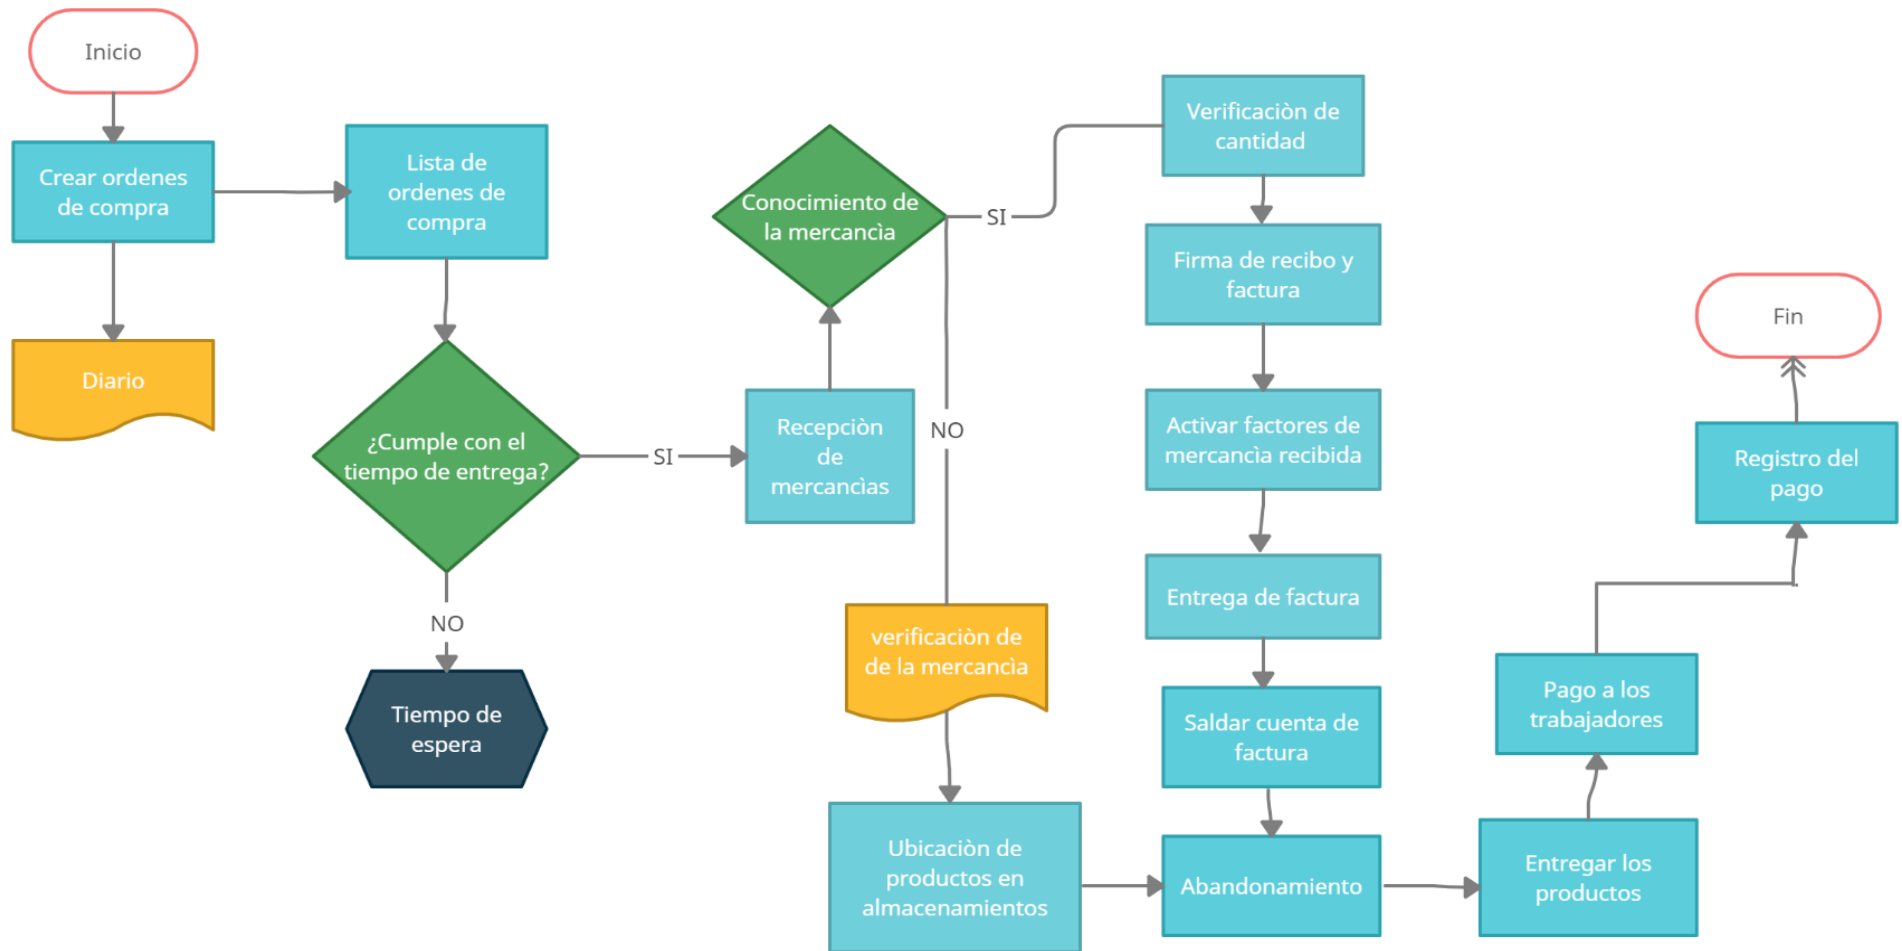 Inicio
Crear ordenes
de compra
Diario
Lista de
ordenes de
compra
¿Cumple con el
tiempo de entrega?
NO
Tiempo de
espera
SI
Recepciòn
de
mercancìas
Conocimiento de
la mercancìa
SI
NO
verificaciòn de
de la mercancìa
Ubicaciòn de
productos en
almacenamientos
Verificaciòn de
cantidad
Firma de recibo y
factura
Activar factores de
mercancìa recibida
Entrega de factura
Saldar cuenta de
factura
Abandonamiento
Entregar los
productos
Pago a los
trabajadores
Registro del
pago
Fin